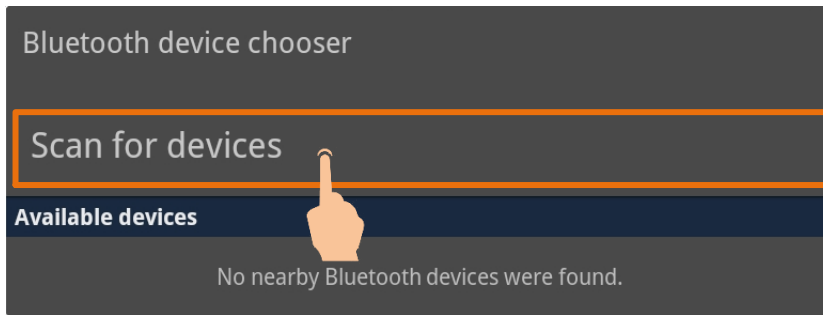 Bluetooth device chooser
Scan for devices
Available devices
No nearby Bluetooth devices were found.